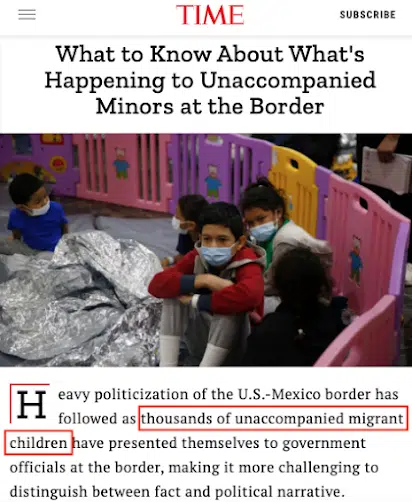 TIME
SUBSCRIBE
What to Know About What's
Happening to Unaccompanied
Minors at the Border
Heavy politicization of the U.S.-Mexico border has
followed as thousands of unaccompanied migrant
children have presented themselves to government
officials at the border, making it more challenging to
distinguish between fact and political narrative.